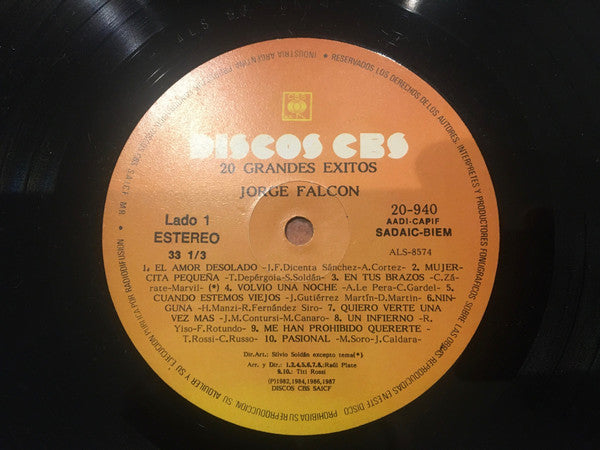 DISCOS CBS
20 GRANDES EXITOS
JORGE FALCON
Lado 1
ESTEREO
33 1/3
20-940
AADI-CAPIF
SADAIC-BIEM
ALS-8574
1. EL AMOR DESOLADO -J.F.Dicenta Sánchez-A.Cortez- 2. MUJER-
CITA PEQUEÑA -T.Depérgola-S.Soldán- 3. EN TUS BRAZOS -C.Zá-
rate-Marvil- (*) 4. VOLVIO UNA NOCHE -A.Le Pera-C.Gardel- 5.
CUANDO ESTEMOS VIEJOS -J.Gutiérrez Martín-D.Martin- 6.NIN-
GUNA -H.Manzi-R.Fernández Siro- 7. QUIERO VERTE UNA
VEZ MAS -J.M.Contursi-M.Canaro- 8. UN INFIERNO -R.
Yiso-F.Rotundo- 9. ME HAN PROHIBIDO QUERERTE -
T.Rossi-C.Russo- 10. PASIONAL -M.Soro-J.Caldara-
Dir.Art.: Silvio Soldán excepto tema(*)
Arr. y Dir.: 1.2.4.5.6.7.8.:Raúl Plate
9.10.: Titi Rossi
(P)1982,1984,1986,1987
DISCOS CBS SAICF
INDUSTRIA ARGENTINA
RESERVADOS LOS DERECHOS DE LOS AUTORES, INTERPRETES Y PRODUCTORES FONOGRAFICOS SOBRE LAS OBRAS REPRODUCIDAS EN ESTE DISCO
PROHIBIDA SU REPRODUCCION, SU ALQUILER Y SU EJECUCION PUBLICA POR RADIODIFUSION